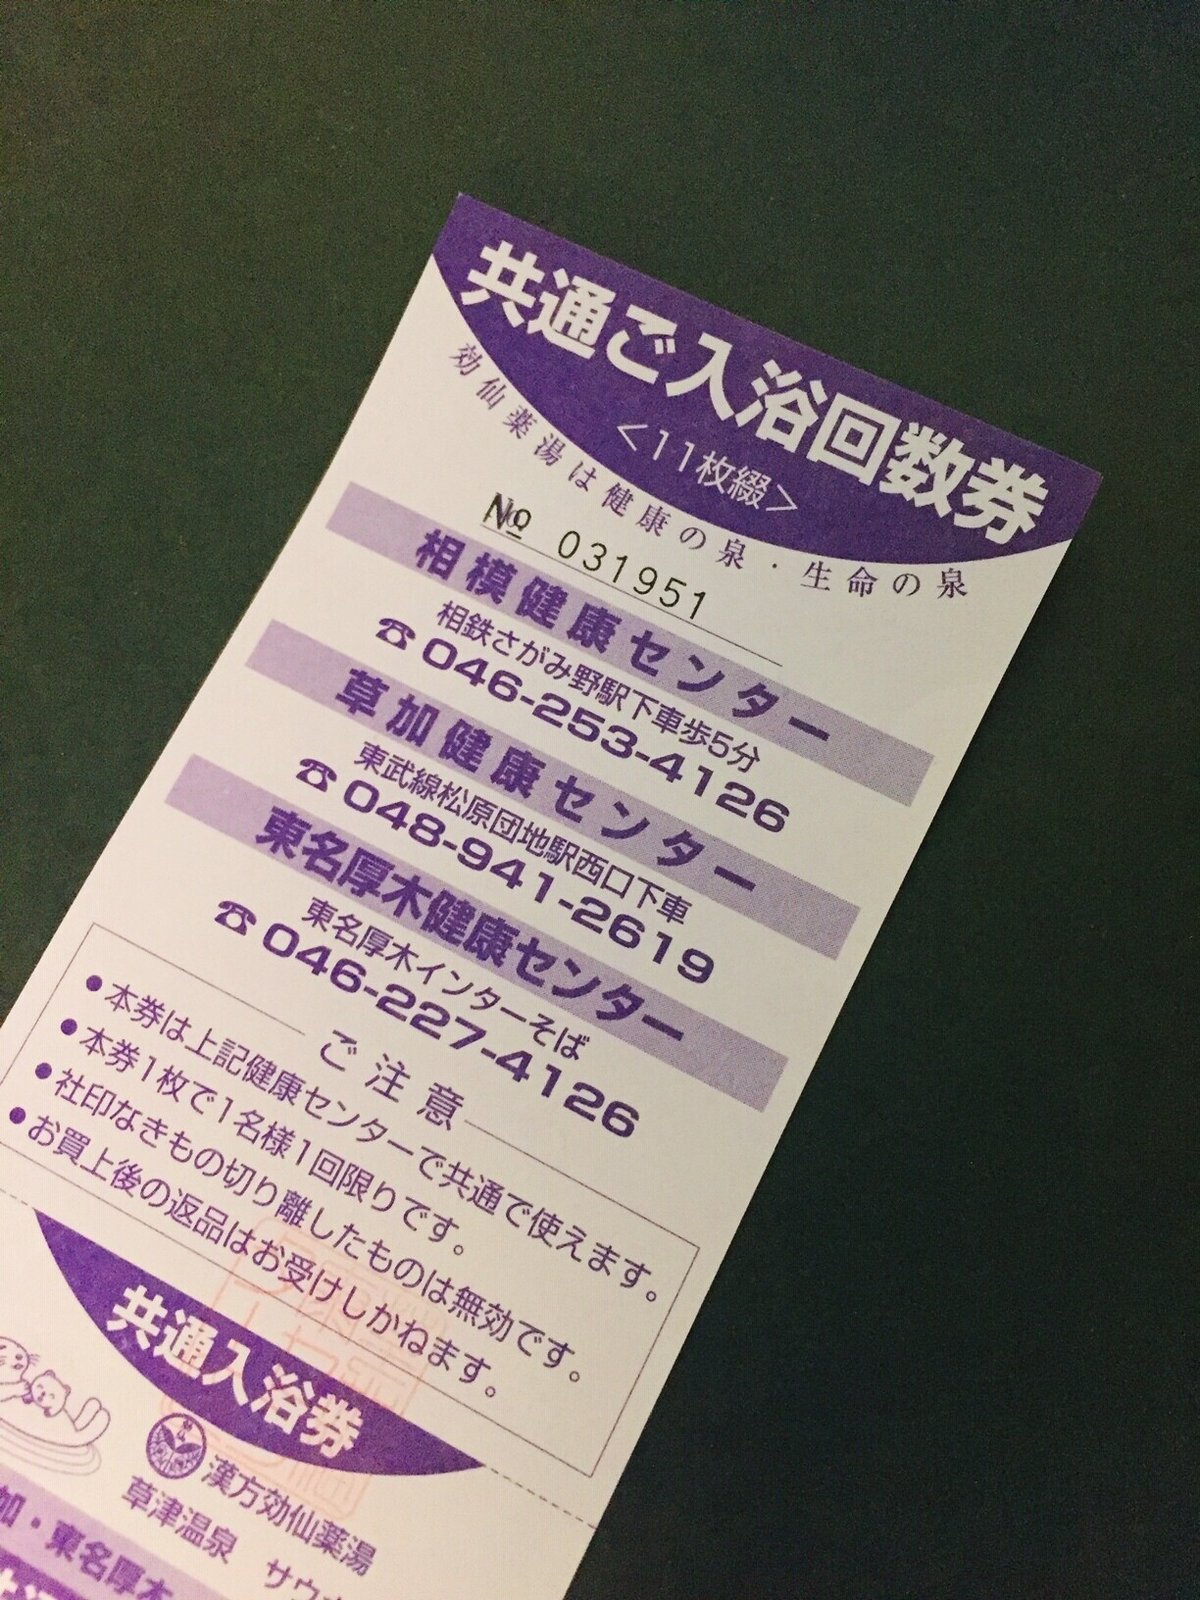 共通ご入浴回数券
<11枚綴>
効仙薬湯は健康の泉・生命の泉
№ 031951
相模健康センター
相鉄さがみ野駅下車歩5分
☎046-253-4126
草加健康センター
東武線松原団地駅西口下車
☎048-941-2619
東名厚木健康センター
東名厚木インターそば
☎046-227-4126
ご注意
●本券は上記健康センターで共通で使えます。
●本券1枚で1名様1回限りです。
●社印なきもの切り離したものは無効です。
●お買上後の返品はお受けしかねます。
共通入浴券
漢方効仙薬湯
草津温泉 サウ
加・東名厚木